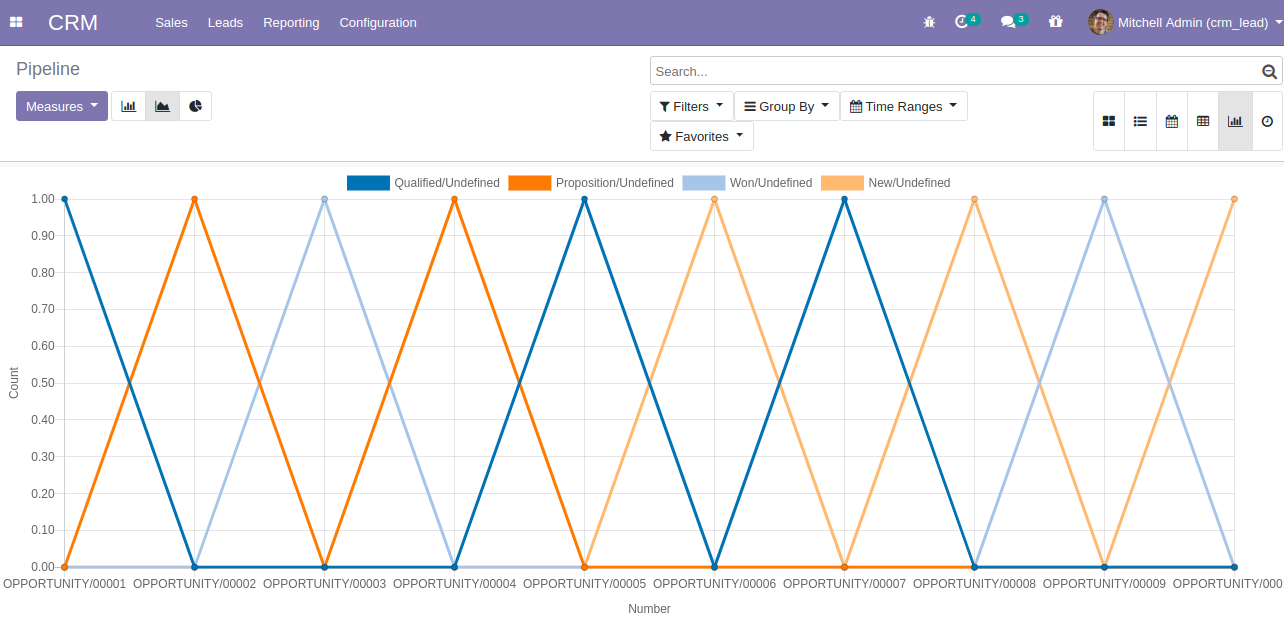 CRM Sales Leads Reporting Configuration 4 3 Mitchell Admin (crm_lead)
Pipeline
Search...
Measures
Filters Group By Time Ranges
Favorites
Qualified/Undefined Proposition/Undefined Won/Undefined New/Undefined
1.00
0.90
0.80
0.70
0.60
0.50
Count
0.40
0.30
0.20
0.10
0.00
OPPORTUNITY/00001 OPPORTUNITY/00002 OPPORTUNITY/00003 OPPORTUNITY/00004 OPPORTUNITY/00005 OPPORTUNITY/00006 OPPORTUNITY/00007 OPPORTUNITY/00008 OPPORTUNITY/00009 OPPORTUNITY/000
Number